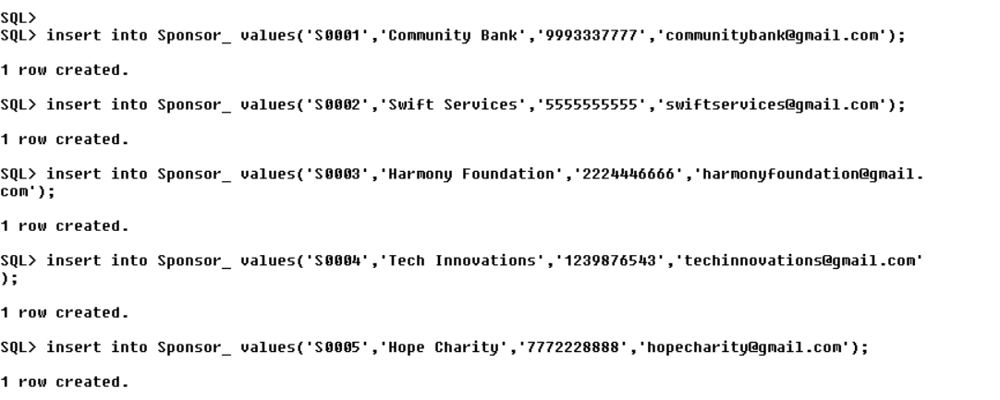 SQL>
SQL> insert into Sponsor_ values('S0001','Community Bank','9993337777','communitybank@gmail.com');
1 row created.
SQL> insert into Sponsor_ values('S0002','Swift Services','5555555555','swiftservices@gmail.com');
1 row created.
SQL> insert into Sponsor_ values('S0003','Harmony Foundation','2224446666','harmonyfoundation@gmail.
com');
1 row created.
SQL> insert into Sponsor_ values('S0004','Tech Innovations','1239876543','techinnovations@gmail.com'
);
1 row created.
SQL> insert into Sponsor_ values('S0005','Hope Charity','7772228888','hopecharity@gmail.com');
1 row created.